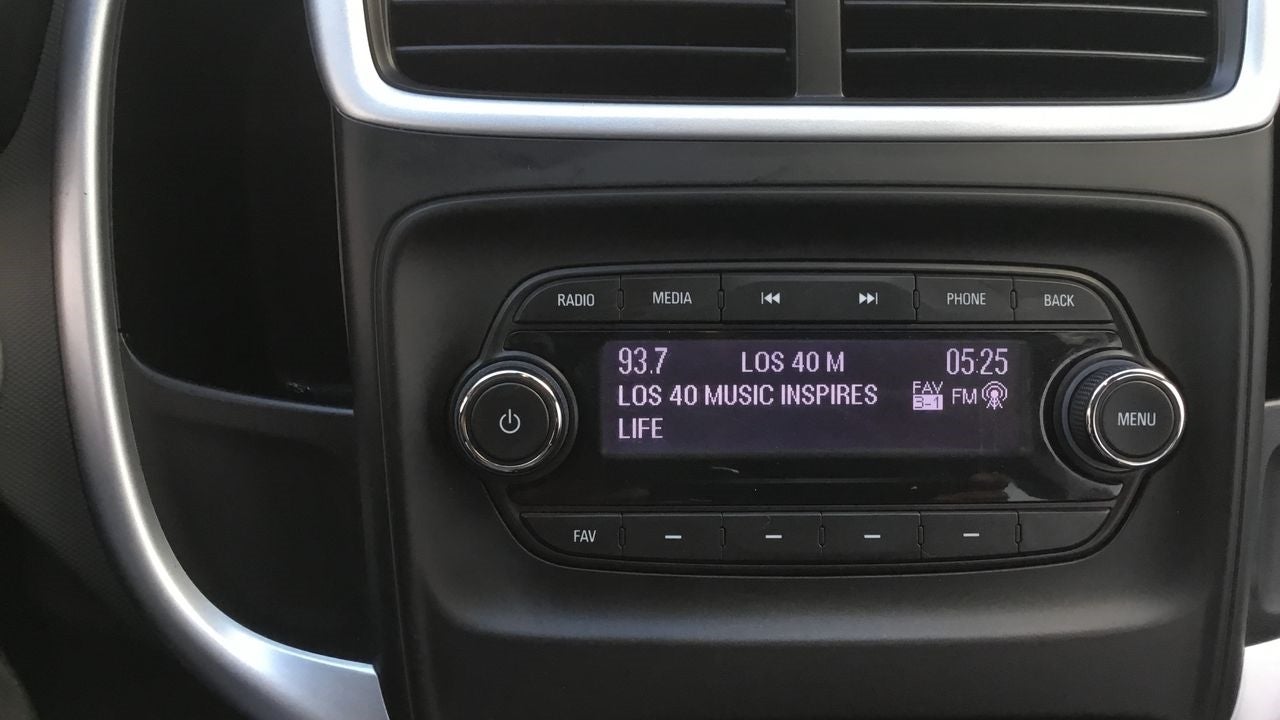 RADIO MEDIA PHONE BACK
93.7 LOS 40 M 05:25
LOS 40 MUSIC INSPIRES FAV FM
B-1
LIFE
MENU
FAV